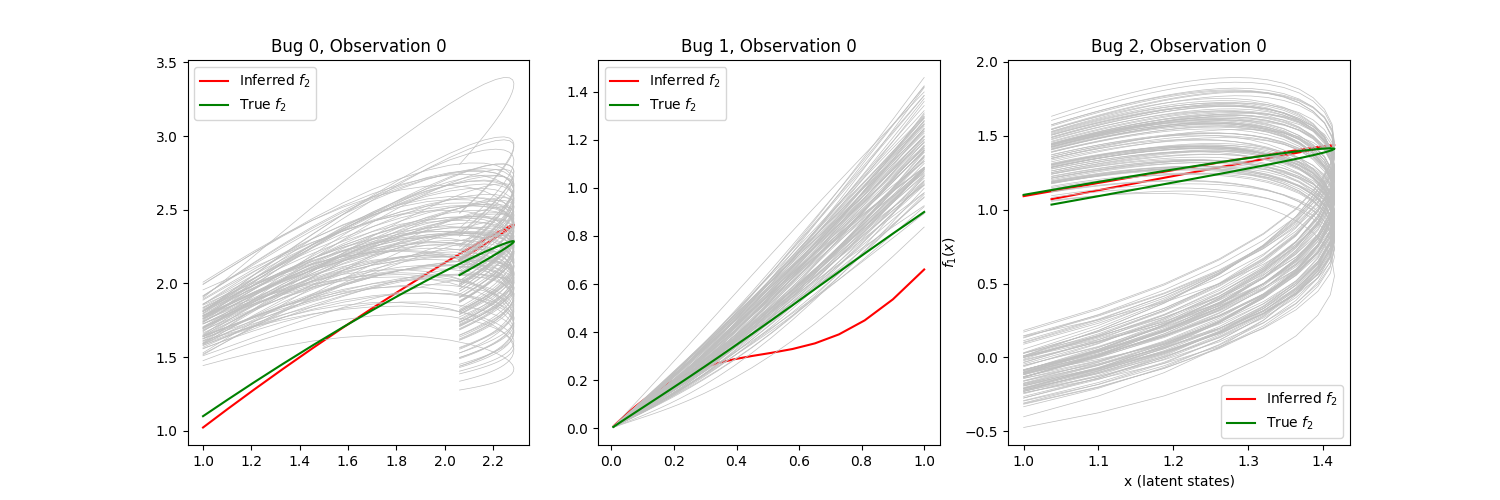 Bug 0, Observation 0
Inferred f₂
True f₂
3.5
3.0
2.5
2.0
1.5
1.0
1.0 1.2 1.4 1.6 1.8 2.0 2.2
Bug 1, Observation 0
Inferred f₂
True f₂
1.4
1.2
1.0
0.8
0.6
0.4
0.2
0.0
0.0 0.2 0.4 0.6 0.8 1.0
Bug 2, Observation 0
f₁(x)
2.0
1.5
1.0
0.5
0.0
−0.5
Inferred f₂
True f₂
1.0 1.1 1.2 1.3 1.4
x (latent states)